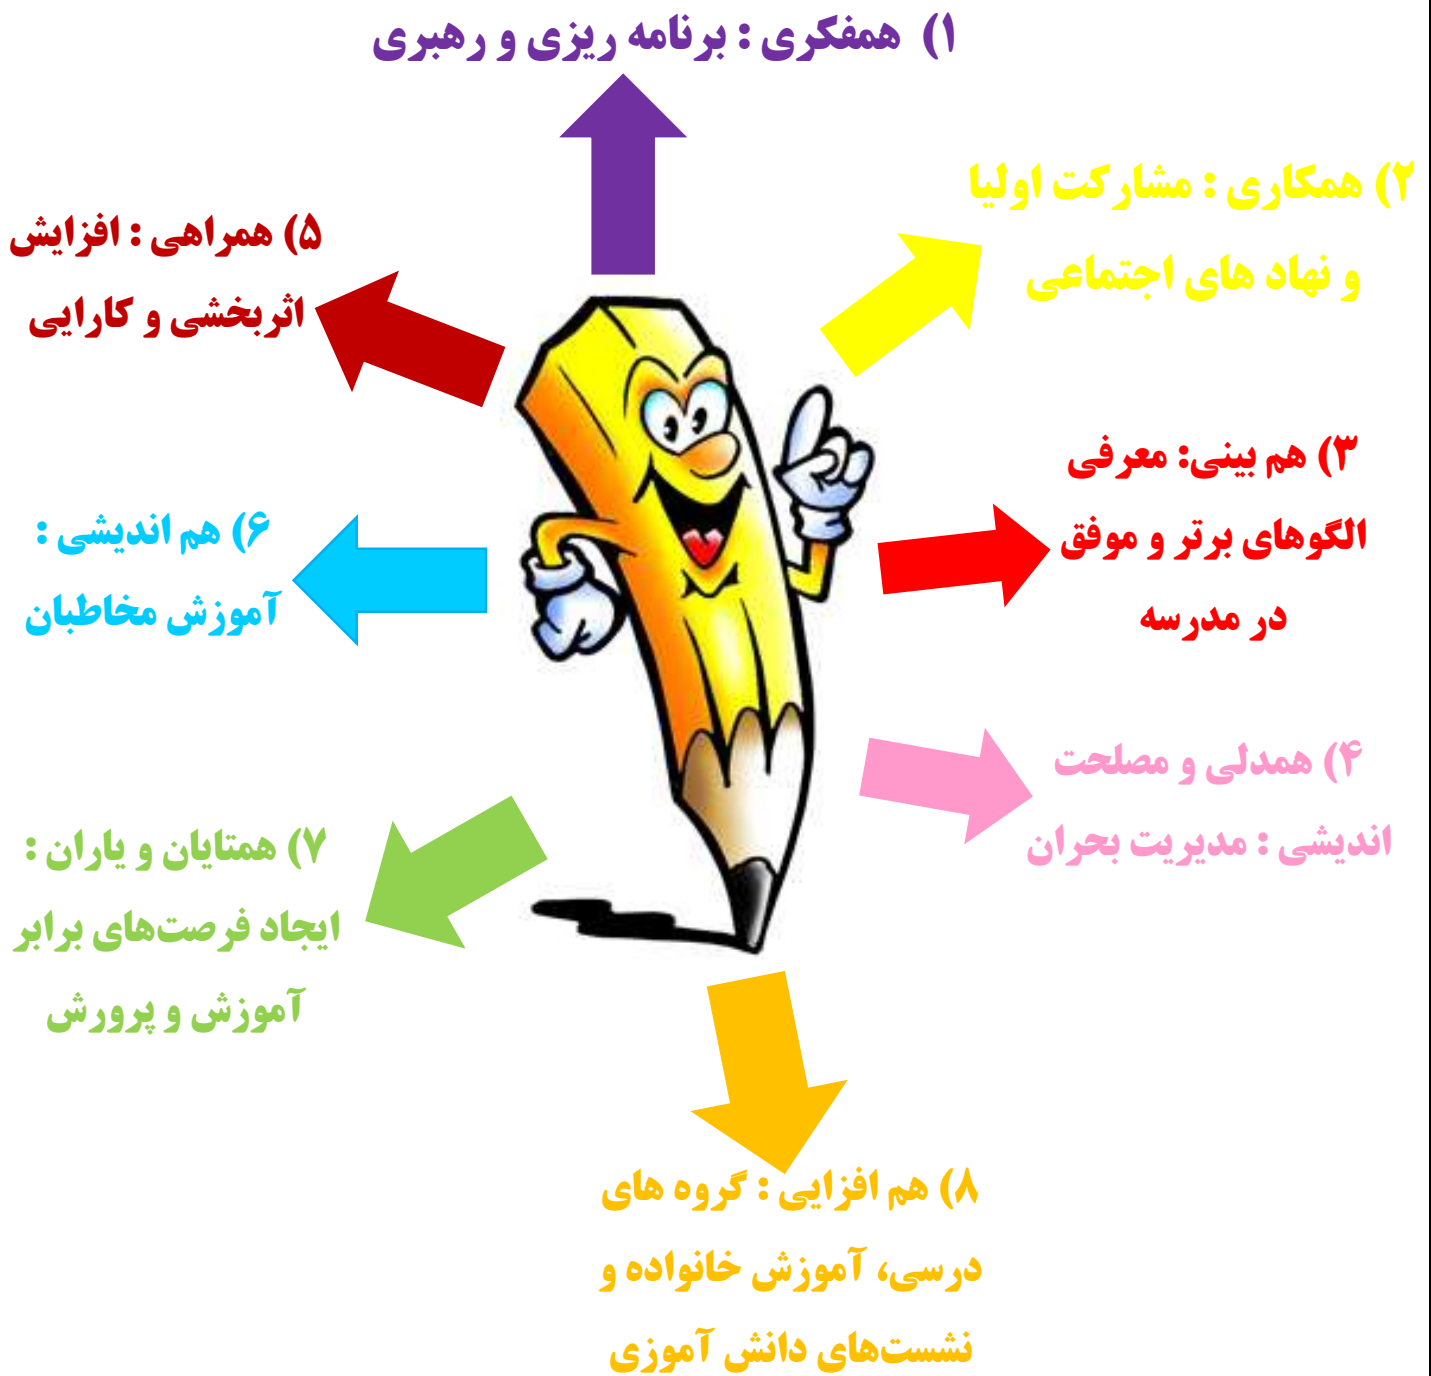 ۱) همفکری : برنامه ریزی و رهبری
۲) همکاری : مشارکت اولیا
و نهاد های اجتماعی
۳) هم بینی: معرفی
الگوهای برتر و موفق
در مدرسه
۴) همدلی و مصلحت
اندیشی : مدیریت بحران
۵) همراهی : افزایش
اثربخشی و کارایی
۶) هم اندیشی :
آموزش مخاطبان
۷) همتایان و یاران :
ایجاد فرصت‌های برابر
آموزش و پرورش
۸) هم افزایی : گروه های
درسی، آموزش خانواده و
نشست‌های دانش آموزی